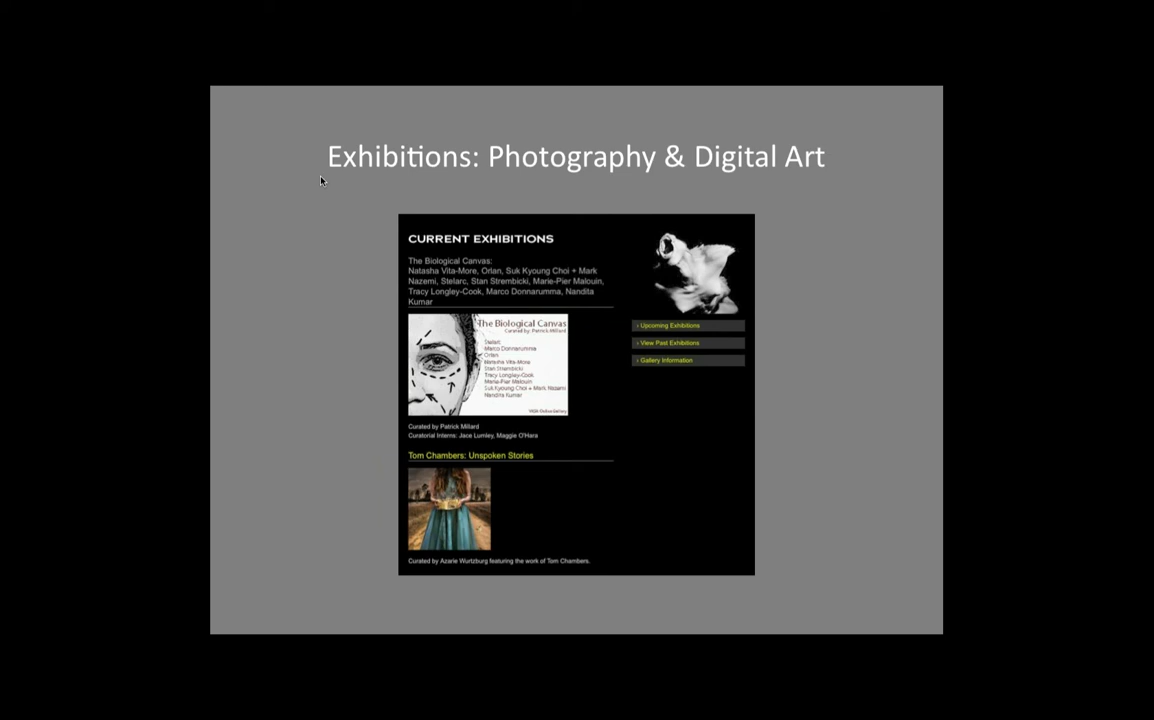 Exhibitions: Photography & Digital Art
CURRENT EXHIBITIONS
The Biological Canvas:
Natasha Vita-More, Orlan, Suk Kyoung Choi + Mark
Nazemi, Stelarc, Stan Strembicki, Marie-Pier Malouin,
Tracy Longley-Cook, Marco Donnarumma, Nandita
Kumar
The Biological Canvas
Curated by: Patrick Millard
Stelarc
Marco Donnarumma
Orlan
Natasha Vita-More
Stan Strembicki
Tracy Longley-Cook
Marie-Pier Malouin
Suk Kyoung Choi + Mark Nazemi
Nandita Kumar
Online Gallery
Curated by Patrick Millard
Curatorial Interns: Jace Lumley, Maggie O'Hara
Tom Chambers: Unspoken Stories
Curated by Azarie Wurtzburg featuring the work of Tom Chambers.
› Upcoming Exhibitions
› View Past Exhibitions
› Gallery Information